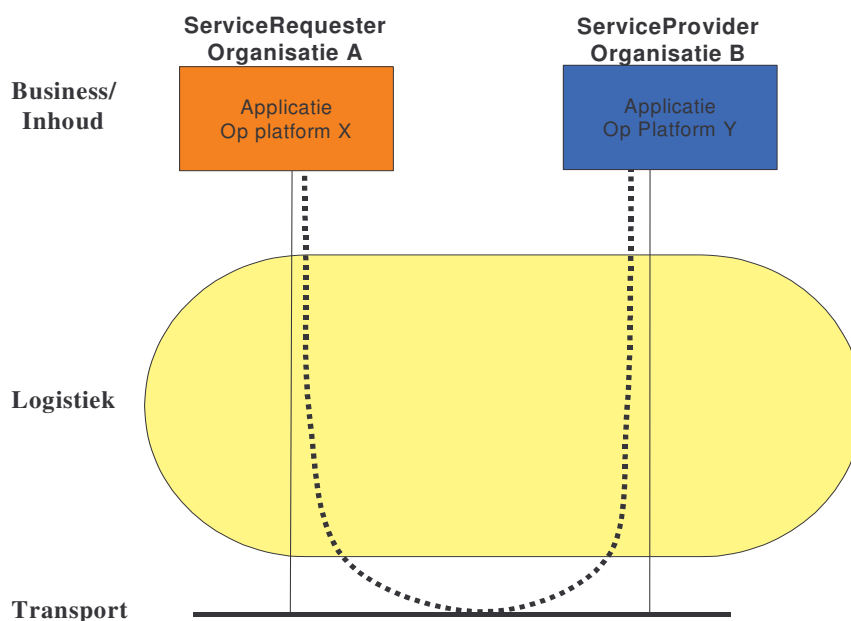 ServiceRequester
Organisatie A
ServiceProvider
Organisatie B
Business/
Inhoud
Applicatie
Op platform X
Applicatie
Op Platform Y
Logistiek
Transport